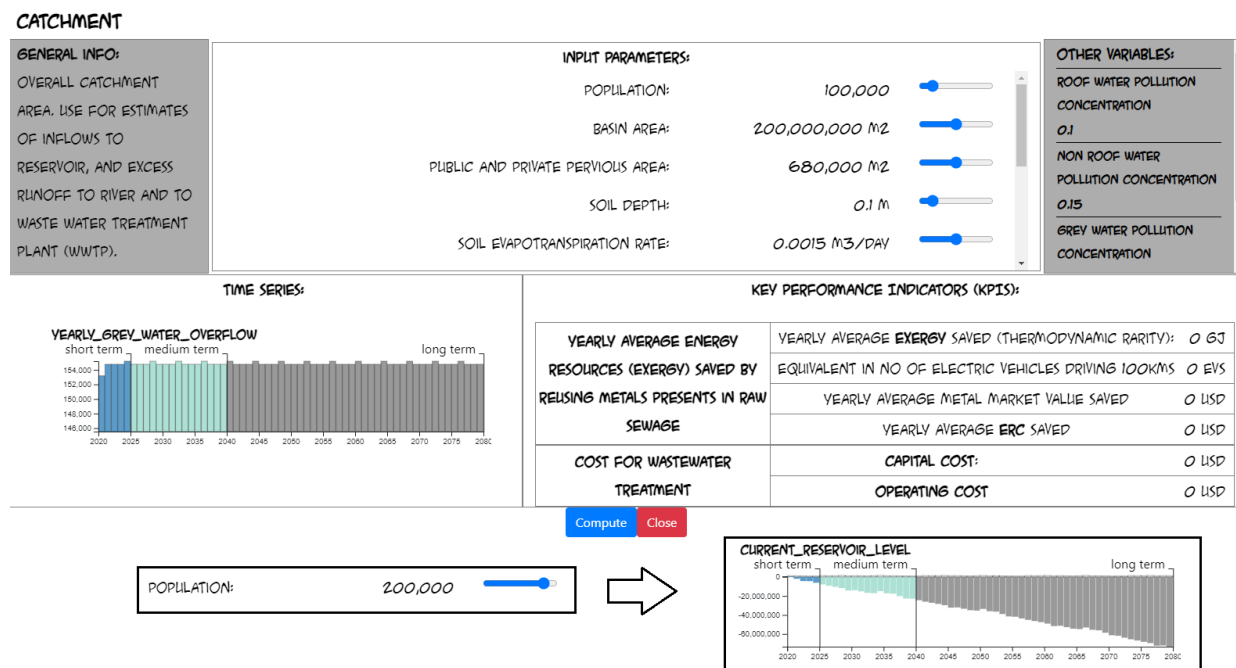 CATCHMENT
GENERAL INFO:
OVERALL CATCHMENT
AREA. USE FOR ESTIMATES
OF INFLOWS TO
RESERVOIR, AND EXCESS
RUNOFF TO RIVER AND TO
WASTE WATER TREATMENT
PLANT (WWTP).
INPUT PARAMETERS:
POPULATION: 100,000
BASIN AREA: 200,000,000 M2
PUBLIC AND PRIVATE PERVIOUS AREA: 680,000 M2
SOIL DEPTH: 0.1 M
SOIL EVAPOTRANSPIRATION RATE: 0.0015 M3/DAY
OTHER VARIABLES:
ROOF WATER POLLUTION
CONCENTRATION
0.1
NON ROOF WATER
POLLUTION CONCENTRATION
0.15
GREY WATER POLLUTION
CONCENTRATION
TIME SERIES:
YEARLY_GREY_WATER_OVERFLOW
short term medium term long term
154,000
152,000
150,000
148,000
146,000
2020 2025 2030 2035 2040 2045 2050 2055 2060 2065 2070 2075 208
KEY PERFORMANCE INDICATORS (KPIS):
YEARLY AVERAGE ENERGY
RESOURCES (EXERGY) SAVED BY
REUSING METALS PRESENTS IN RAW
SEWAGE
YEARLY AVERAGE EXERGY SAVED (THERMODYNAMIC RARITY): 0 GJ
EQUIVALENT IN NO OF ELECTRIC VEHICLES DRIVING 100KMS 0 EVS
YEARLY AVERAGE METAL MARKET VALUE SAVED 0 USD
YEARLY AVERAGE ERC SAVED 0 USD
COST FOR WASTEWATER
TREATMENT
CAPITAL COST: 0 USD
OPERATING COST 0 USD
Compute Close
POPULATION: 200,000
CURRENT_RESERVOIR_LEVEL
short term medium term long term
0
-20,000,000
-40,000,000
-60,000,000
2020 2025 2030 2035 2040 2045 2050 2055 2060 2065 2070 2075 208